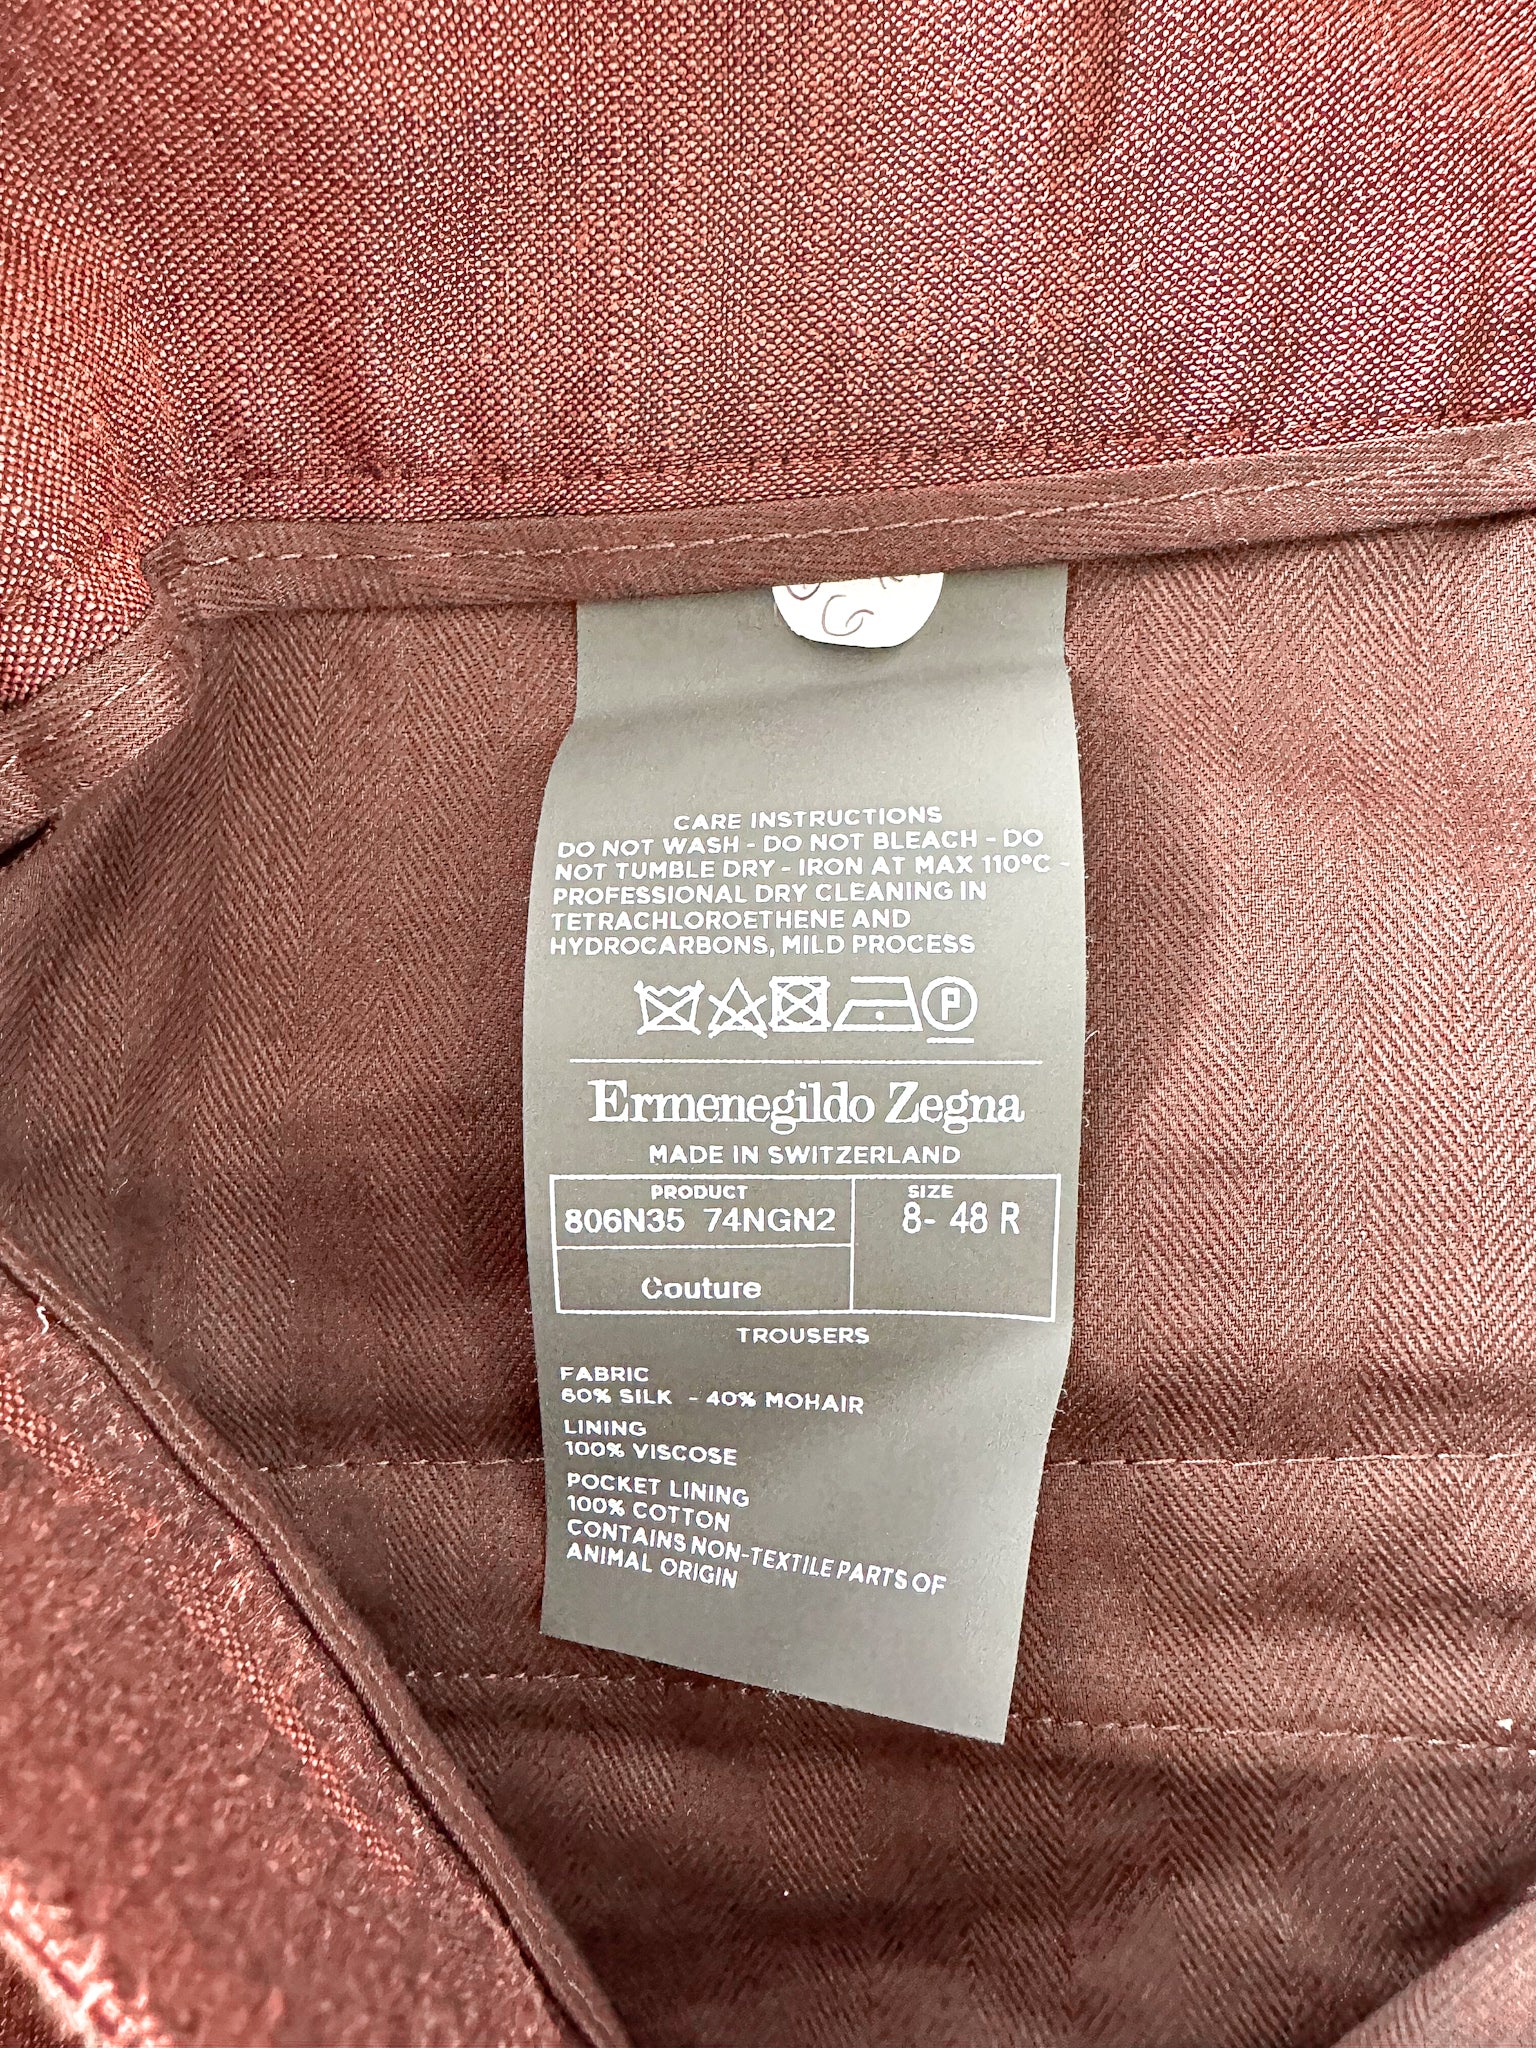 CARE INSTRUCTIONS
DO NOT WASH - DO NOT BLEACH - DO
NOT TUMBLE DRY - IRON AT MAX 110°C -
PROFESSIONAL DRY CLEANING IN
TETRACHLOROETHENE AND
HYDROCARBONS, MILD PROCESS
P
Ermenegildo Zegna
MADE IN SWITZERLAND
PRODUCT SIZE
806N35 74NGN2 8- 48 R
Couture
TROUSERS
FABRIC
60% SILK - 40% MOHAIR
LINING
100% VISCOSE
POCKET LINING
100% COTTON
CONTAINS NON-TEXTILE PARTS OF
ANIMAL ORIGIN